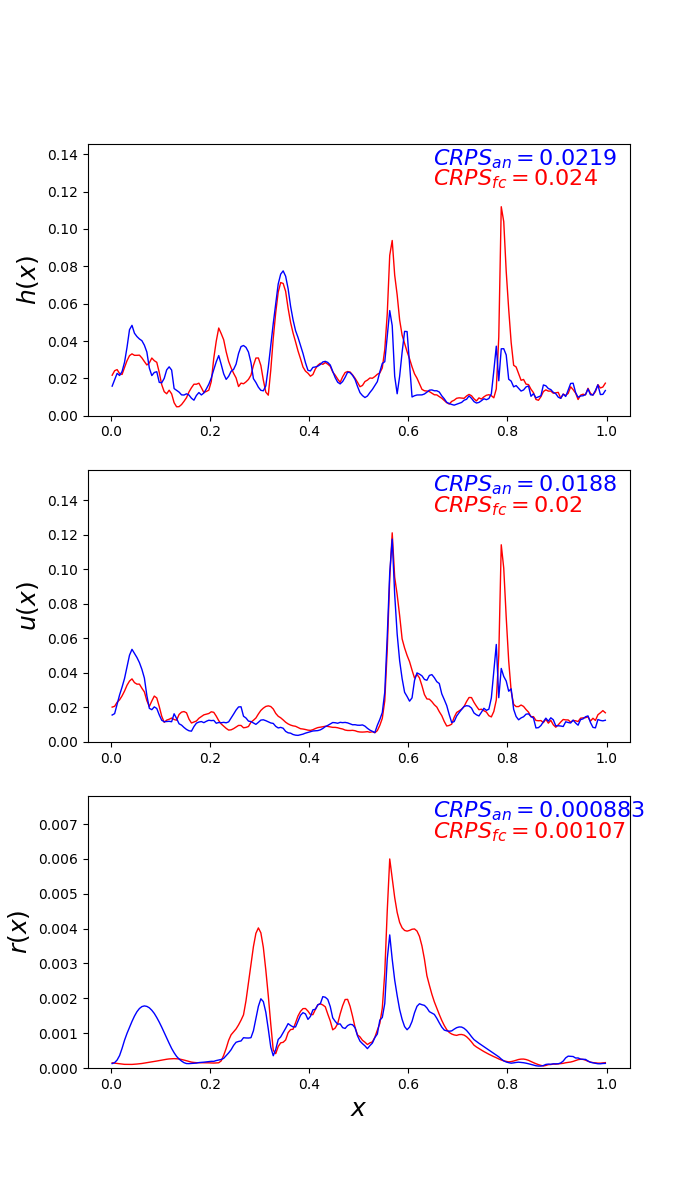 CRPS_an = 0.0219
CRPS_fc = 0.024
0.14
0.12
0.10
0.08
0.06
0.04
0.02
0.00
h(x)
0.0 0.2 0.4 0.6 0.8 1.0
CRPS_an = 0.0188
CRPS_fc = 0.02
0.14
0.12
0.10
0.08
0.06
0.04
0.02
0.00
u(x)
0.0 0.2 0.4 0.6 0.8 1.0
CRPS_an = 0.000883
CRPS_fc = 0.00107
0.007
0.006
0.005
0.004
0.003
0.002
0.001
0.000
r(x)
0.0 0.2 0.4 0.6 0.8 1.0
x